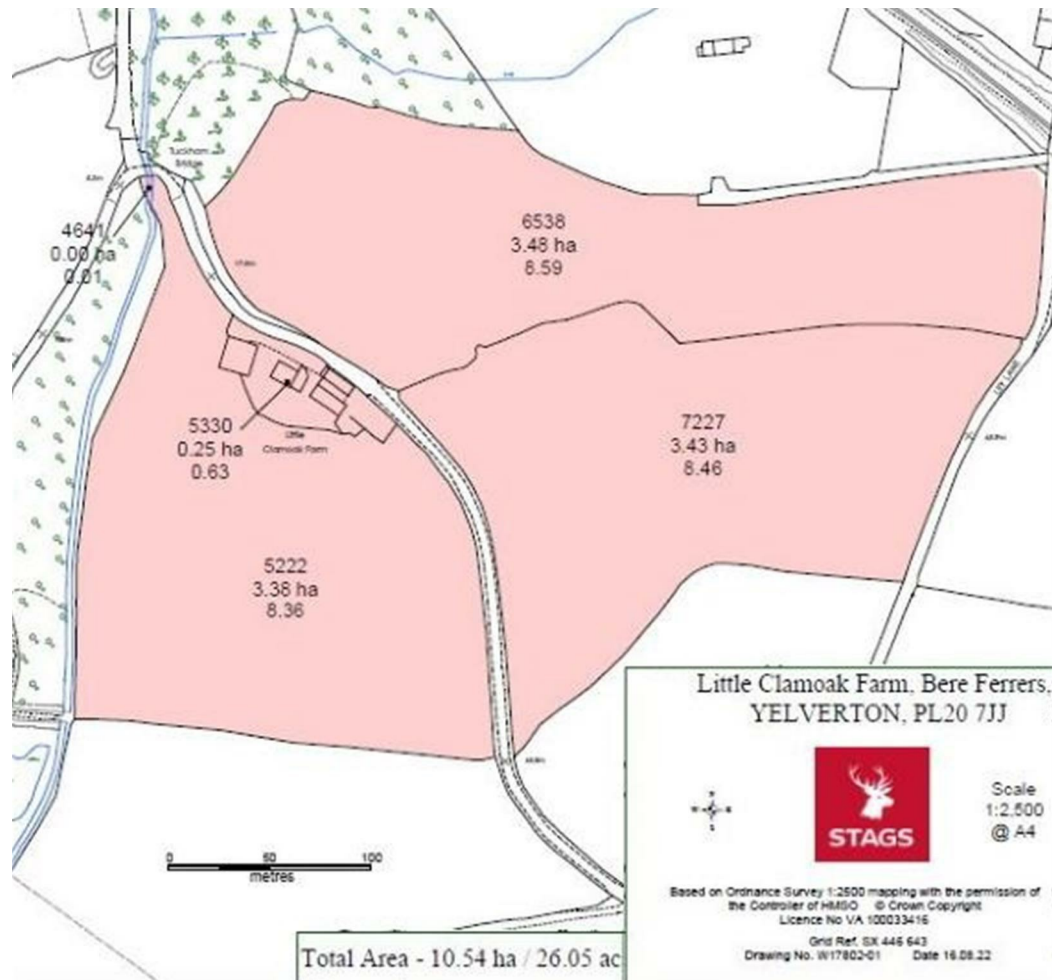 Tuckham
Bridge
4641
0.00 ha
0.01
6538
3.48 ha
8.59
5330
0.25 ha
0.63
Little
Clamoak Farm
7227
3.43 ha
8.46
LEY LANE
5222
3.38 ha
8.36
0 50 100
metres
Total Area - 10.54 ha / 26.05 ac
Little Clamoak Farm, Bere Ferrers,
YELVERTON, PL20 7JJ
N
W E
S
STAGS
Scale
1:2,500
@ A4
Based on Ordnance Survey 1:2500 mapping with the permission of
the Controller of HMSO © Crown Copyright
Licence No VA 100033416
Grid Ref. SX 446 643
Drawing No. W17802-01 Date 16.08.22